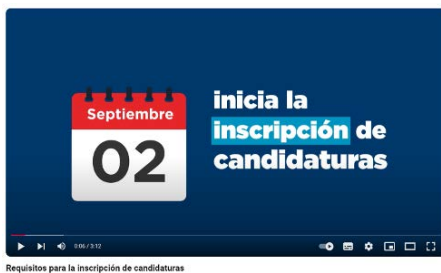 Septiembre
02
inicia la
inscripción de
candidaturas
0:06 / 3:12
Requisitos para la inscripción de candidaturas